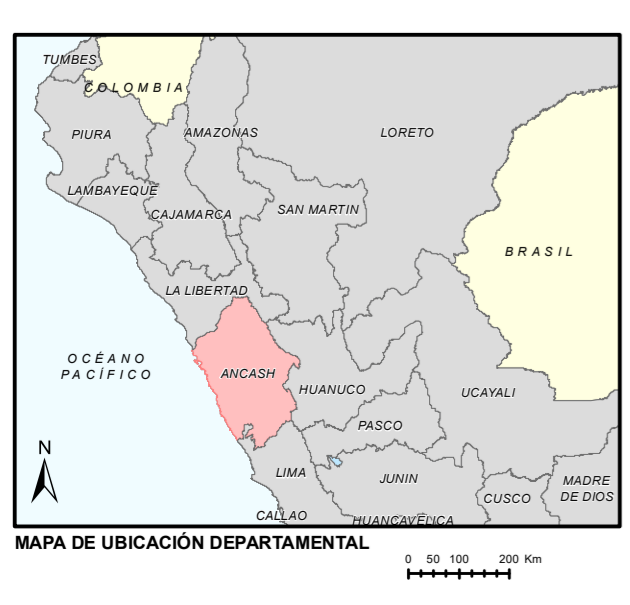 TUMBES
COLOMBIA
PIURA
AMAZONAS
LORETO
LAMBAYEQUE
CAJAMARCA
SAN MARTIN
BRASIL
LA LIBERTAD
OCÉANO
PACÍFICO
ANCASH
HUANUCO
UCAYALI
PASCO
N
LIMA
JUNIN
MADRE
DE DIOS
CUSCO
CALLAO
HUANCAVELICA
MAPA DE UBICACIÓN DEPARTAMENTAL
0 50 100 200 Km